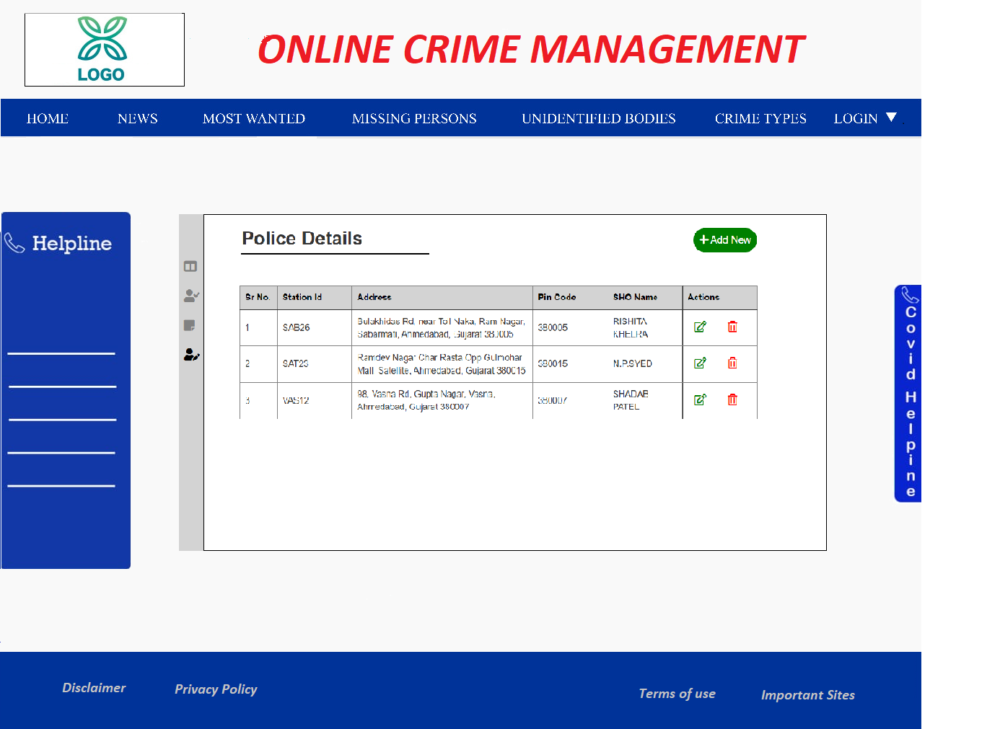 LOGO
ONLINE CRIME MANAGEMENT
HOME NEWS MOST WANTED MISSING PERSONS UNIDENTIFIED BODIES CRIME TYPES LOGIN
Helpline
Police Details
Add New
Sr No. Station Id Address Pin Code SHO Name Actions
1 SAB26 Bulakhidas Rd, near Toll Naka, Ram Nagar, 380005 RISHITA
Sabarmati, Ahmedabad, Gujarat 380005 KHELRA
2 SAT23 Ramdev Nagar Char Rasta Opp Gulmohar 380015 N.P.SYED
Mall, Satellite, Ahmedabad, Gujarat 380015
3 VAS12 98, Vasna Rd, Gupta Nagar, Vasna, 380007 SHADAB
Ahmedabad, Gujarat 380007 PATEL
Covid Helpine
Disclaimer Privacy Policy Terms of use Important Sites